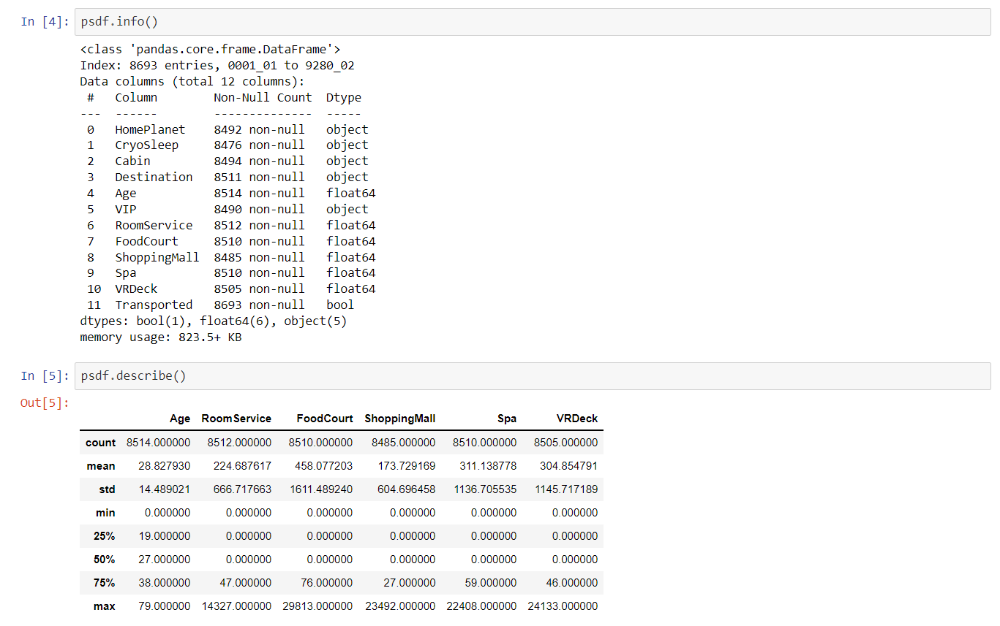 In [4]: psdf.info()
<class 'pandas.core.frame.DataFrame'>
Index: 8693 entries, 0001_01 to 9280_02
Data columns (total 12 columns):
 #   Column        Non-Null Count  Dtype
---  ------        --------------  -----
 0   HomePlanet    8492 non-null   object
 1   CryoSleep     8476 non-null   object
 2   Cabin         8494 non-null   object
 3   Destination   8511 non-null   object
 4   Age           8514 non-null   float64
 5   VIP           8490 non-null   object
 6   RoomService   8512 non-null   float64
 7   FoodCourt     8510 non-null   float64
 8   ShoppingMall  8485 non-null   float64
 9   Spa           8510 non-null   float64
 10  VRDeck        8505 non-null   float64
 11  Transported   8693 non-null   bool
dtypes: bool(1), float64(6), object(5)
memory usage: 823.5+ KB
In [5]: psdf.describe()
Out[5]:
Age RoomService FoodCourt ShoppingMall Spa VRDeck
count 8514.000000 8512.000000 8510.000000 8485.000000 8510.000000 8505.000000
mean 28.827930 224.687617 458.077203 173.729169 311.138778 304.854791
std 14.489021 666.717663 1611.489240 604.696458 1136.705535 1145.717189
min 0.000000 0.000000 0.000000 0.000000 0.000000 0.000000
25% 19.000000 0.000000 0.000000 0.000000 0.000000 0.000000
50% 27.000000 0.000000 0.000000 0.000000 0.000000 0.000000
75% 38.000000 47.000000 76.000000 27.000000 59.000000 46.000000
max 79.000000 14327.000000 29813.000000 23492.000000 22408.000000 24133.000000